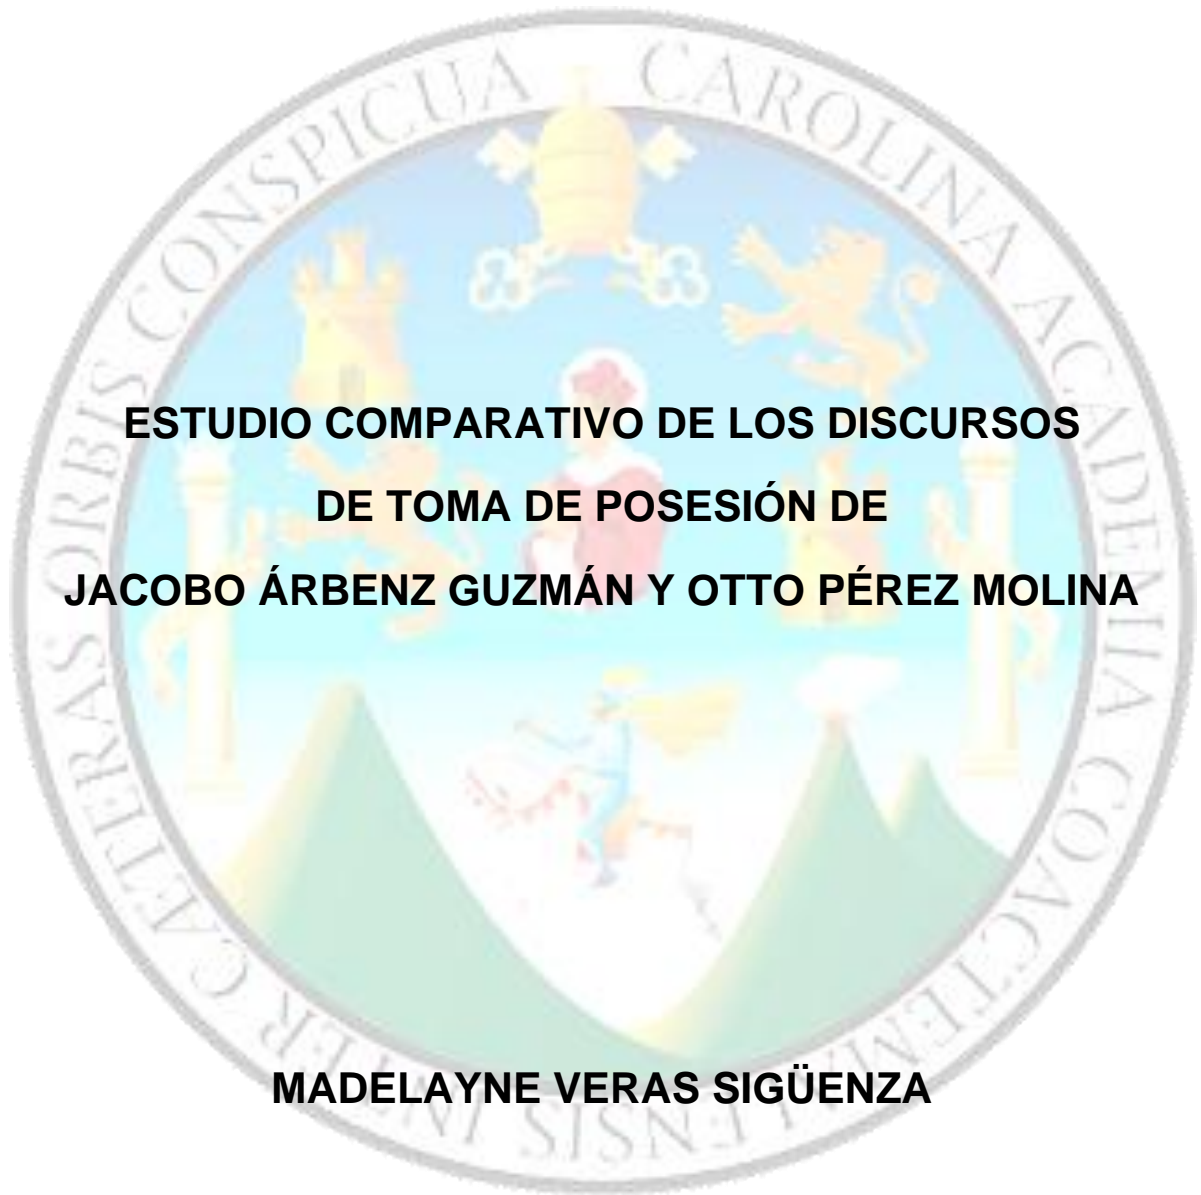 ESTUDIO COMPARATIVO DE LOS DISCURSOS
DE TOMA DE POSESIÓN DE
JACOBO ÁRBENZ GUZMÁN Y OTTO PÉREZ MOLINA
MADELAYNE VERAS SIGÜENZA
CAROLINA ACADEMIA COACTEMALENSIS INTER CÆTERAS ORBIS CONSPICUA